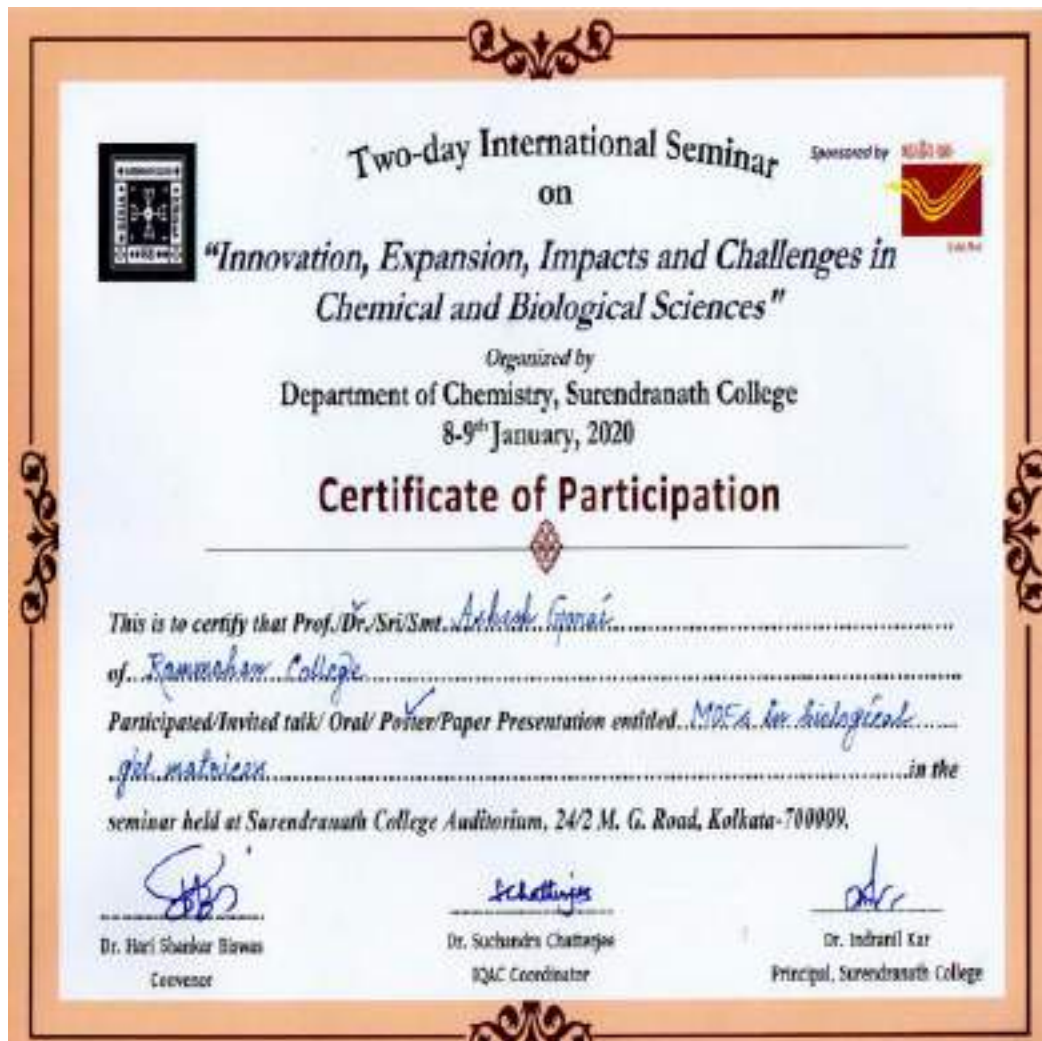 Two-day International Seminar
Sponsored by
on
"Innovation, Expansion, Impacts and Challenges in
Chemical and Biological Sciences"
Organized by
Department of Chemistry, Surendranath College
8-9th January, 2020
Certificate of Participation
This is to certify that Prof./Dr./Sri/Smt. Garai
of Rammohan College
Participated/Invited talk/ Oral/ Poster/Paper Presentation entitled MOFs in biological
gel matrices in the
seminar held at Surendranath College Auditorium, 24/2 M. G. Road, Kolkata-700009.
SChatterjee
Dr. Hari Shankar Biswas
Dr. Suchandra Chatterjee
Dr. Indranil Kar
Convenor
IQAC Coordinator
Principal, Surendranath College